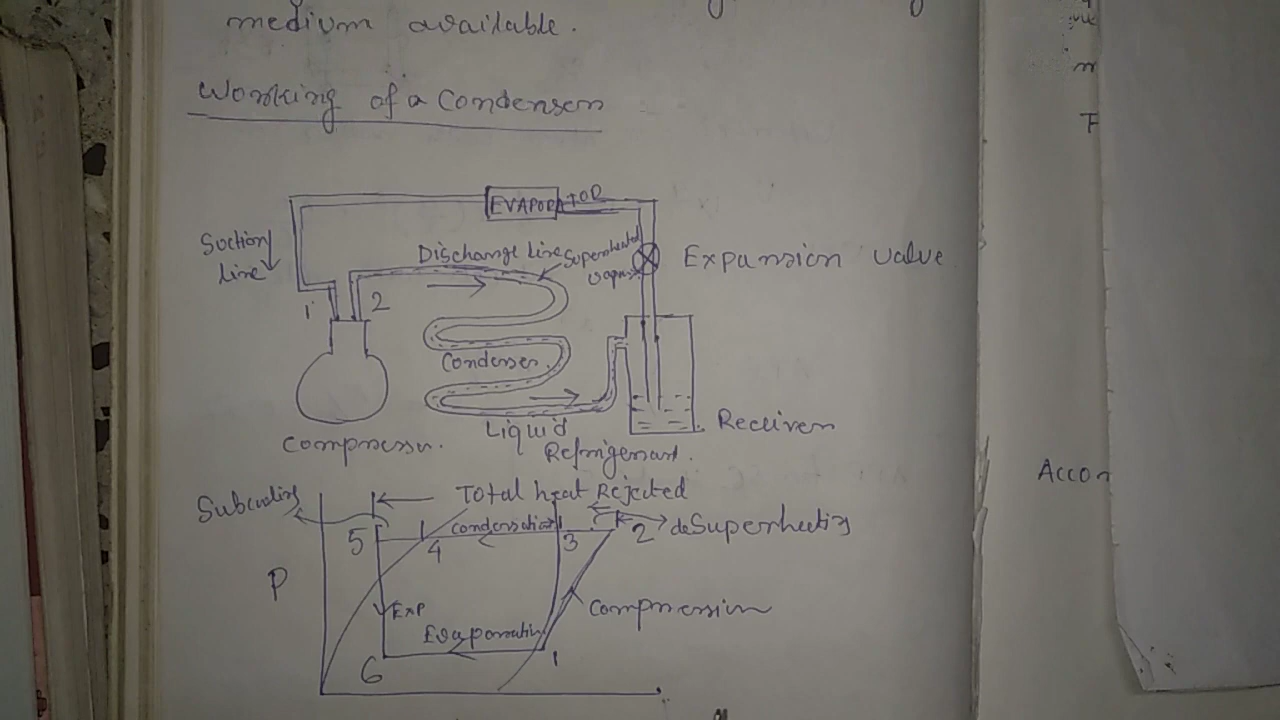 medium available.
Working of a Condenser
EVAPORATOR
Suction
line
Discharge line
Superheated
vapour
Expansion valve
1
2
Condenser
Compressor.
Liquid
Refrigerant.
Receiver
Accor
Subcooling
Total heat Rejected
5
4
condensation
3
2
desuperheating
P
Exp
Compression
Evaporation
6
1